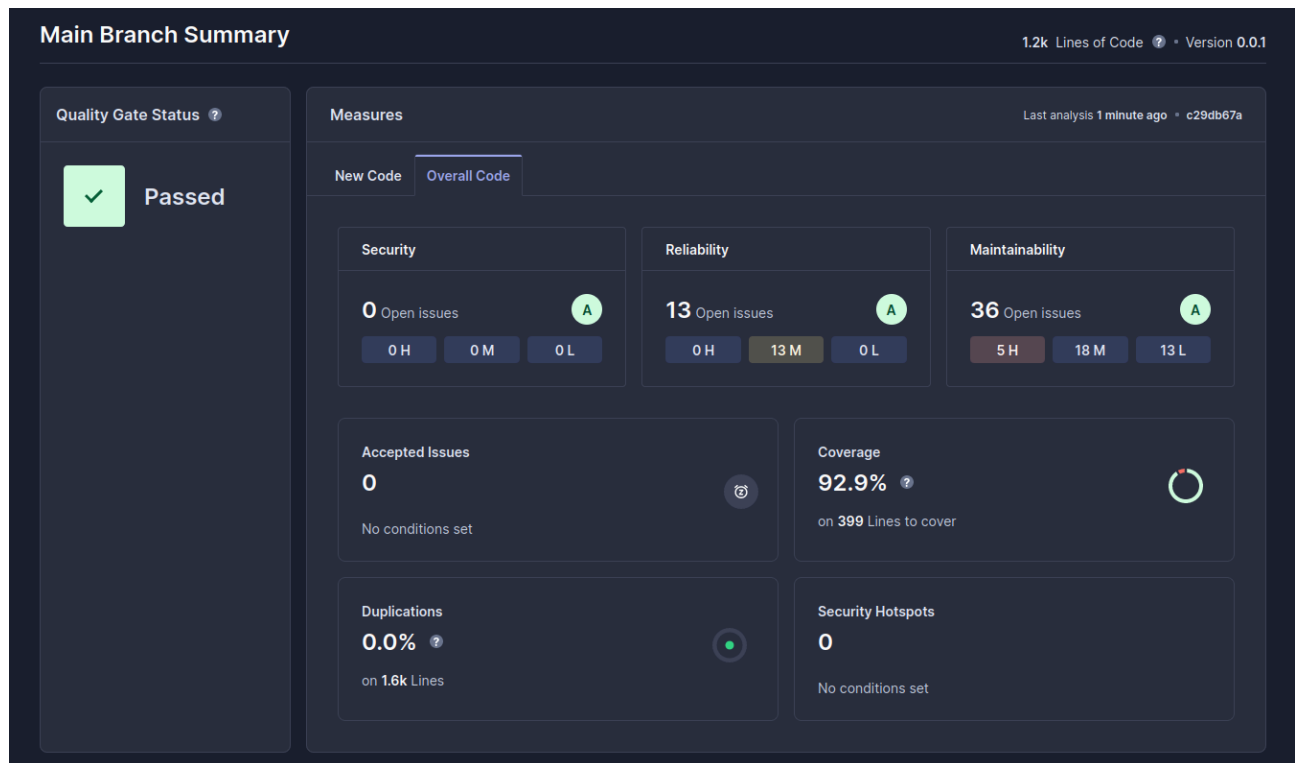 Main Branch Summary
1.2k Lines of Code ? • Version 0.0.1
Quality Gate Status ?
Passed
Measures
Last analysis 1 minute ago • c29db67a
New Code
Overall Code
Security
0 Open issues
A
0 H
0 M
0 L
Reliability
13 Open issues
A
0 H
13 M
0 L
Maintainability
36 Open issues
A
5 H
18 M
13 L
Accepted Issues
0
No conditions set
Coverage
92.9% ?
on 399 Lines to cover
Duplications
0.0% ?
on 1.6k Lines
Security Hotspots
0
No conditions set